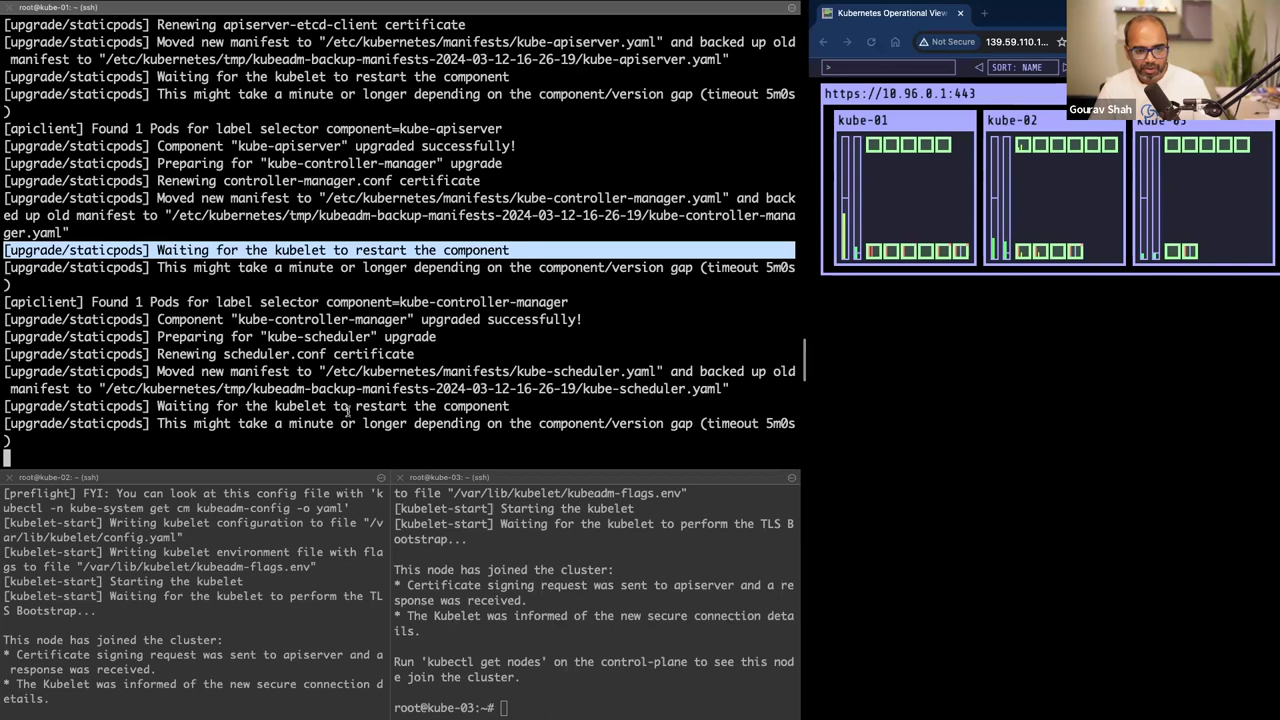 root@kube-01: ~ (ssh)
[upgrade/staticpods] Renewing apiserver-etcd-client certificate
[upgrade/staticpods] Moved new manifest to "/etc/kubernetes/manifests/kube-apiserver.yaml" and backed up old
 manifest to "/etc/kubernetes/tmp/kubeadm-backup-manifests-2024-03-12-16-26-19/kube-apiserver.yaml"
[upgrade/staticpods] Waiting for the kubelet to restart the component
[upgrade/staticpods] This might take a minute or longer depending on the component/version gap (timeout 5m0s
)
[apiclient] Found 1 Pods for label selector component=kube-apiserver
[upgrade/staticpods] Component "kube-apiserver" upgraded successfully!
[upgrade/staticpods] Preparing for "kube-controller-manager" upgrade
[upgrade/staticpods] Renewing controller-manager.conf certificate
[upgrade/staticpods] Moved new manifest to "/etc/kubernetes/manifests/kube-controller-manager.yaml" and back
ed up old manifest to "/etc/kubernetes/tmp/kubeadm-backup-manifests-2024-03-12-16-26-19/kube-controller-mana
ger.yaml"
[upgrade/staticpods] Waiting for the kubelet to restart the component
[upgrade/staticpods] This might take a minute or longer depending on the component/version gap (timeout 5m0s
)
[apiclient] Found 1 Pods for label selector component=kube-controller-manager
[upgrade/staticpods] Component "kube-controller-manager" upgraded successfully!
[upgrade/staticpods] Preparing for "kube-scheduler" upgrade
[upgrade/staticpods] Renewing scheduler.conf certificate
[upgrade/staticpods] Moved new manifest to "/etc/kubernetes/manifests/kube-scheduler.yaml" and backed up old
 manifest to "/etc/kubernetes/tmp/kubeadm-backup-manifests-2024-03-12-16-26-19/kube-scheduler.yaml"
[upgrade/staticpods] Waiting for the kubelet to restart the component
[upgrade/staticpods] This might take a minute or longer depending on the component/version gap (timeout 5m0s
)
root@kube-02: ~ (ssh)
[preflight] FYI: You can look at this config file with 'k
ubectl -n kube-system get cm kubeadm-config -o yaml'
[kubelet-start] Writing kubelet configuration to file "/v
ar/lib/kubelet/config.yaml"
[kubelet-start] Writing kubelet environment file with fla
gs to file "/var/lib/kubelet/kubeadm-flags.env"
[kubelet-start] Starting the kubelet
[kubelet-start] Waiting for the kubelet to perform the TL
S Bootstrap...
This node has joined the cluster:
* Certificate signing request was sent to apiserver and a
 response was received.
* The Kubelet was informed of the new secure connection d
etails.
root@kube-03: ~ (ssh)
to file "/var/lib/kubelet/kubeadm-flags.env"
[kubelet-start] Starting the kubelet
[kubelet-start] Waiting for the kubelet to perform the TLS B
ootstrap...
This node has joined the cluster:
* Certificate signing request was sent to apiserver and a re
sponse was received.
* The Kubelet was informed of the new secure connection deta
ils.
Run 'kubectl get nodes' on the control-plane to see this nod
e join the cluster.
root@kube-03:~#
Kubernetes Operational View
Not Secure 139.59.110.1...
> SORT: NAME
Gourav Shah
https://10.96.0.1:443
kube-01
kube-02